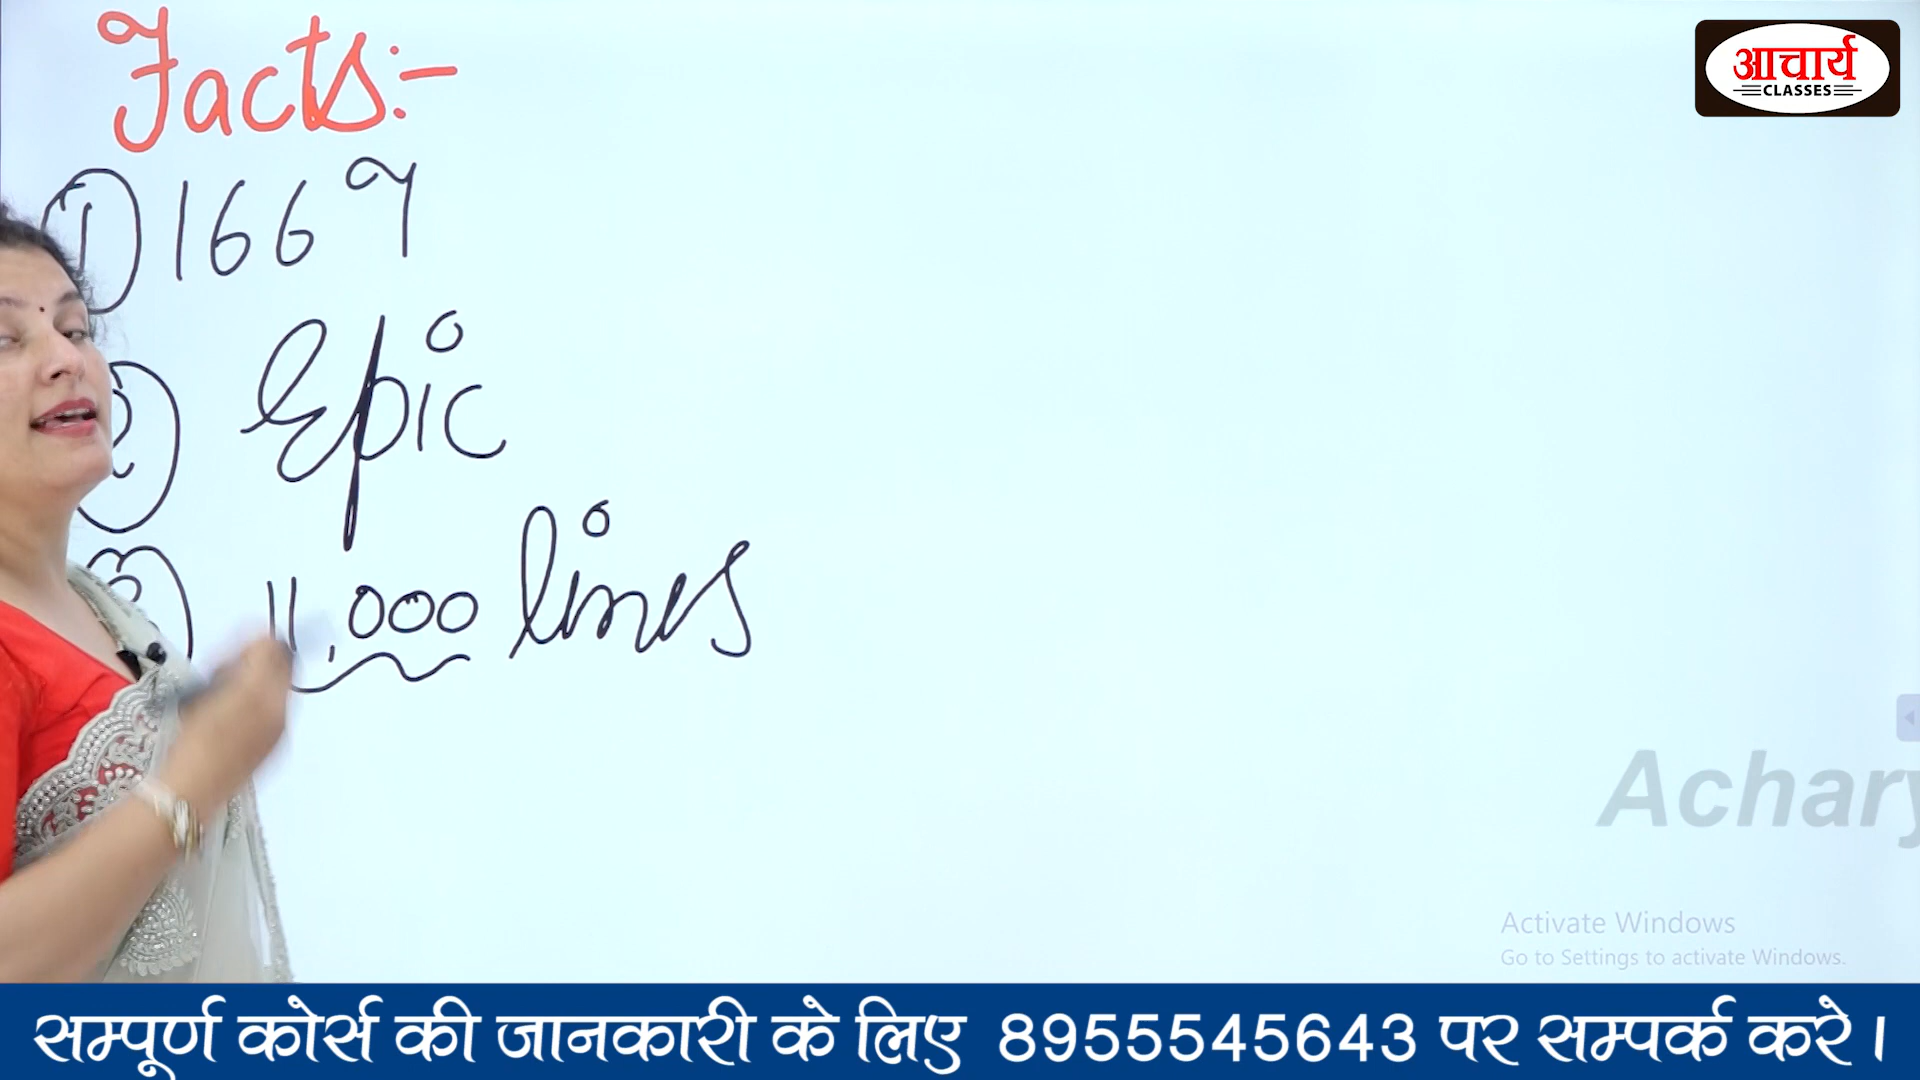 Facts:-
आचार्य
CLASSES
1 1667
2 Epic
3 11,000 lines
Achary
Activate Windows
Go to Settings to activate Windows.
सम्पूर्ण कोर्स की जानकारी के लिए 8955545643 पर सम्पर्क करे।